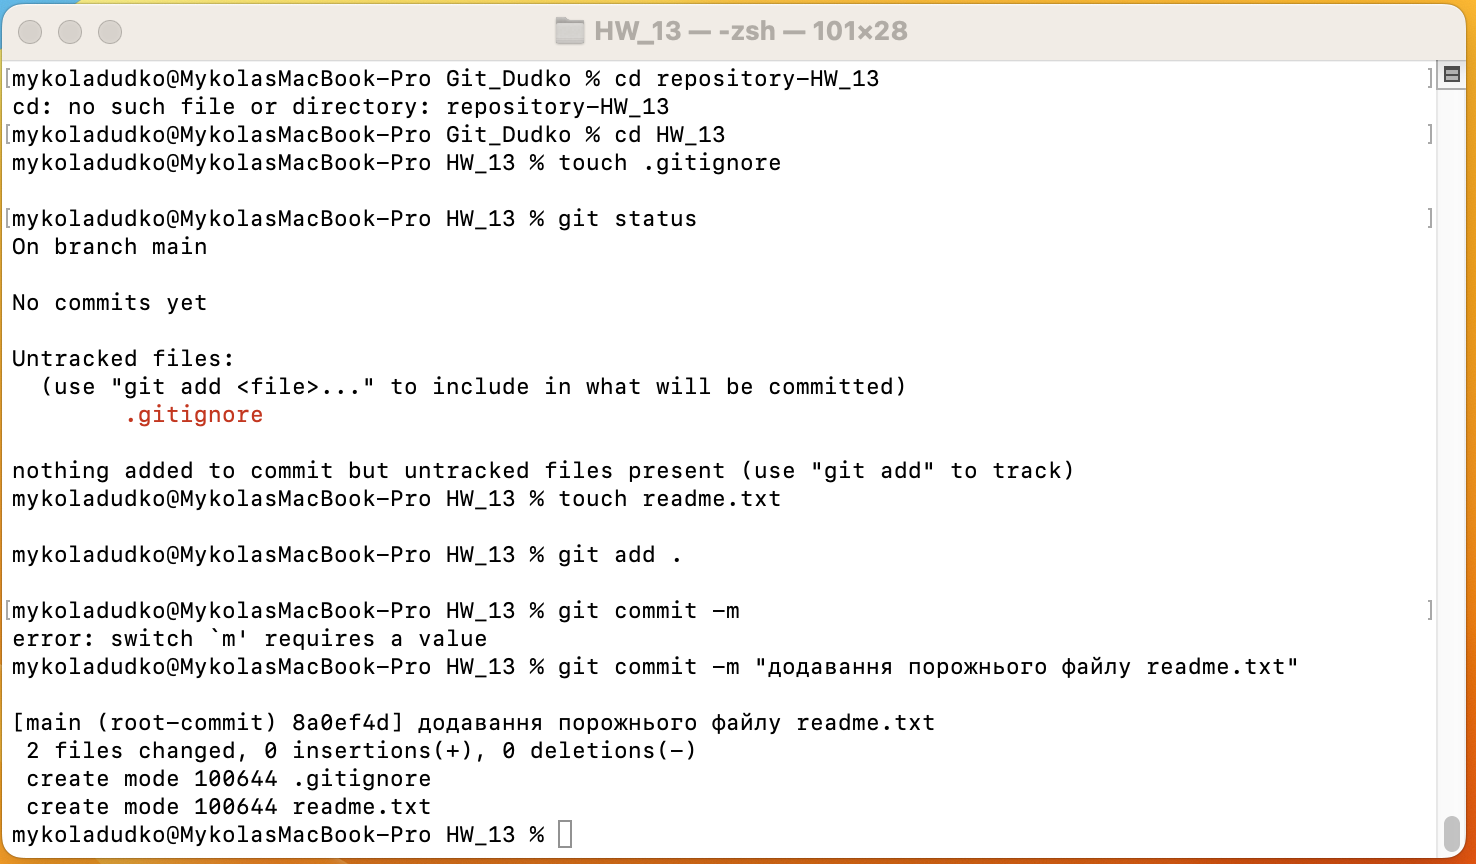 HW_13 — -zsh — 101×28
[mykoladudko@MykolasMacBook-Pro Git_Dudko % cd repository-HW_13 ]
cd: no such file or directory: repository-HW_13
[mykoladudko@MykolasMacBook-Pro Git_Dudko % cd HW_13 ]
mykoladudko@MykolasMacBook-Pro HW_13 % touch .gitignore
[mykoladudko@MykolasMacBook-Pro HW_13 % git status ]
On branch main
No commits yet
Untracked files:
(use "git add <file>..." to include in what will be committed)
.gitignore
nothing added to commit but untracked files present (use "git add" to track)
mykoladudko@MykolasMacBook-Pro HW_13 % touch readme.txt
mykoladudko@MykolasMacBook-Pro HW_13 % git add .
[mykoladudko@MykolasMacBook-Pro HW_13 % git commit -m ]
error: switch `m' requires a value
mykoladudko@MykolasMacBook-Pro HW_13 % git commit -m "додавання порожнього файлу readme.txt"
[main (root-commit) 8a0ef4d] додавання порожнього файлу readme.txt
2 files changed, 0 insertions(+), 0 deletions(-)
create mode 100644 .gitignore
create mode 100644 readme.txt
mykoladudko@MykolasMacBook-Pro HW_13 %